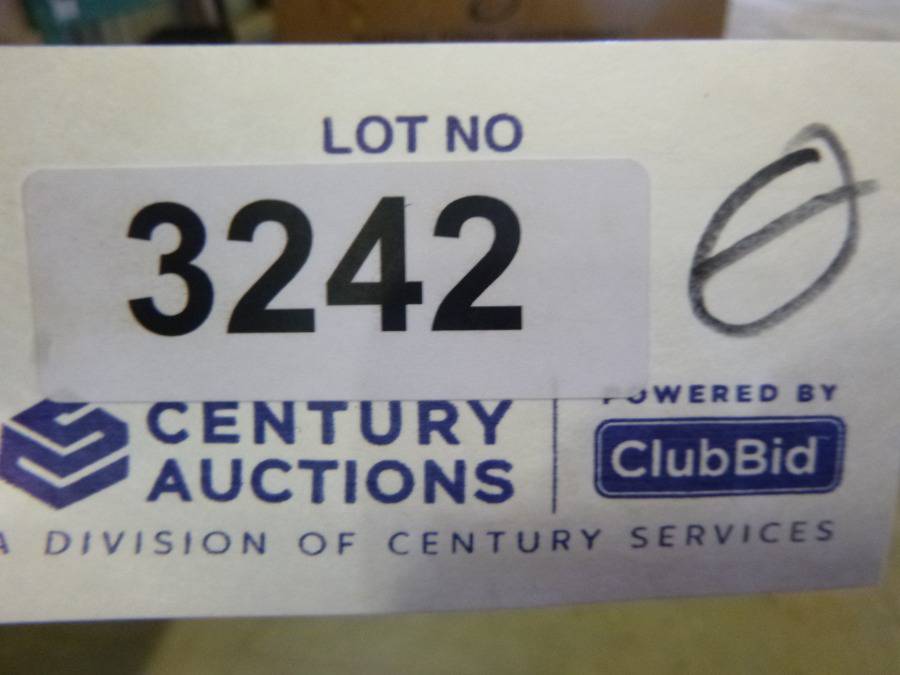 LOT NO
3242
CENTURY
AUCTIONS
POWERED BY
ClubBid
A DIVISION OF CENTURY SERVICES